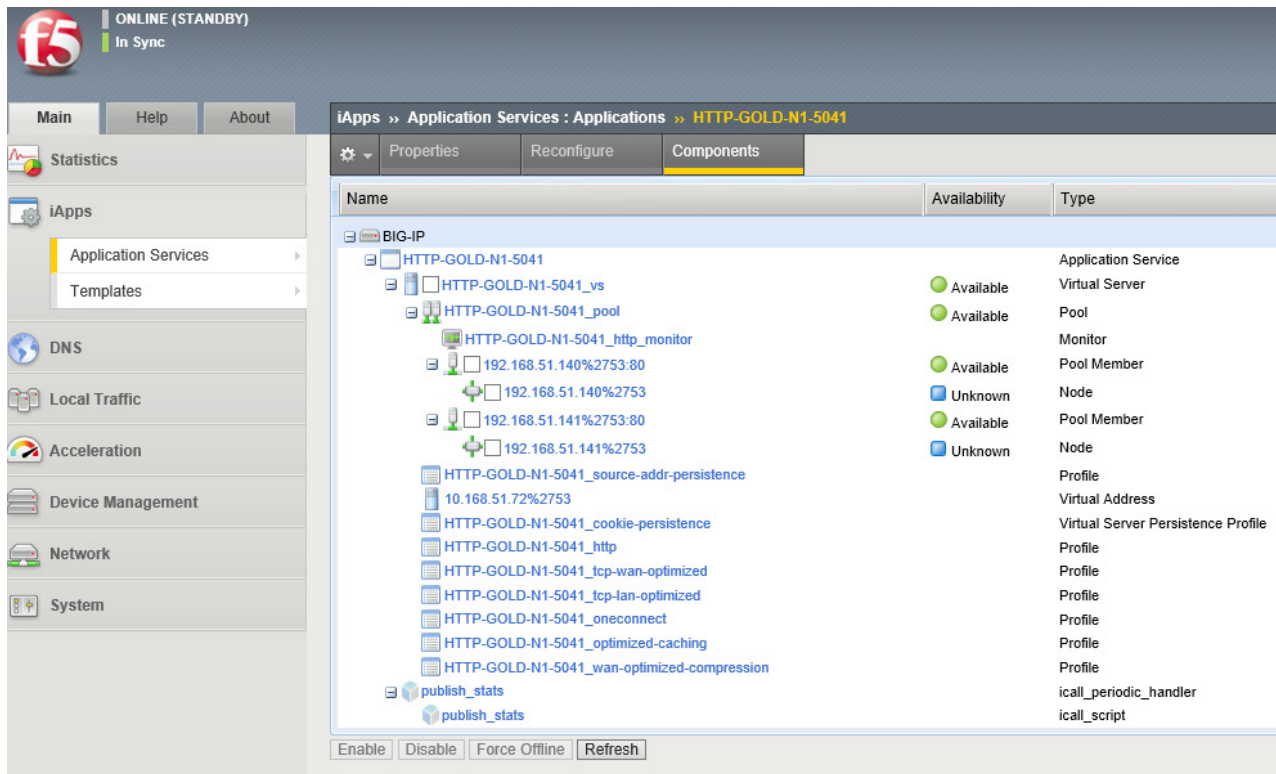 f5
ONLINE (STANDBY)
In Sync
Main Help About
iApps ›› Application Services : Applications ›› HTTP-GOLD-N1-5041
Properties Reconfigure Components
Statistics
iApps
Application Services
Templates
DNS
Local Traffic
Acceleration
Device Management
Network
System
Name Availability Type
BIG-IP
HTTP-GOLD-N1-5041 Application Service
HTTP-GOLD-N1-5041_vs Available Virtual Server
HTTP-GOLD-N1-5041_pool Available Pool
HTTP-GOLD-N1-5041_http_monitor Monitor
192.168.51.140%2753:80 Available Pool Member
192.168.51.140%2753 Unknown Node
192.168.51.141%2753:80 Available Pool Member
192.168.51.141%2753 Unknown Node
HTTP-GOLD-N1-5041_source-addr-persistence Profile
10.168.51.72%2753 Virtual Address
HTTP-GOLD-N1-5041_cookie-persistence Virtual Server Persistence Profile
HTTP-GOLD-N1-5041_http Profile
HTTP-GOLD-N1-5041_tcp-wan-optimized Profile
HTTP-GOLD-N1-5041_tcp-lan-optimized Profile
HTTP-GOLD-N1-5041_oneconnect Profile
HTTP-GOLD-N1-5041_optimized-caching Profile
HTTP-GOLD-N1-5041_wan-optimized-compression Profile
publish_stats icall_periodic_handler
publish_stats icall_script
Enable Disable Force Offline Refresh